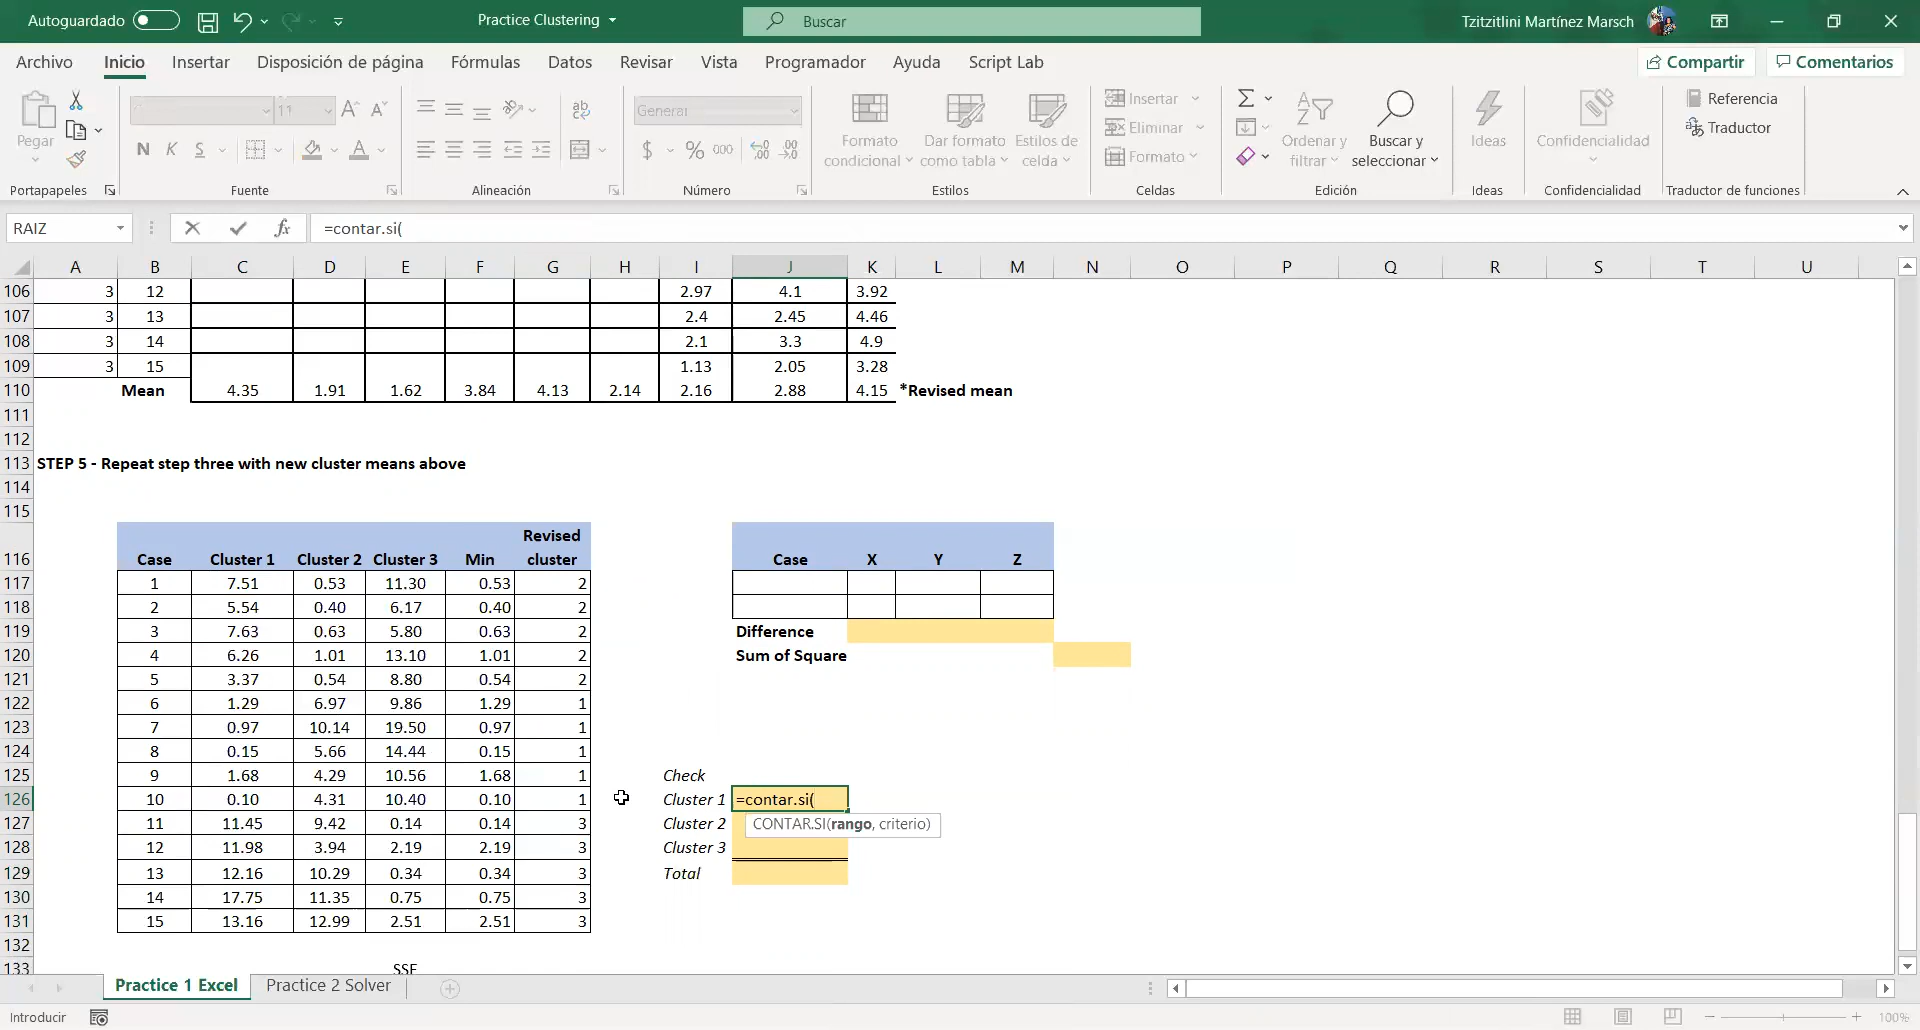 Autoguardado Practice Clustering Buscar Tzitzitlini Martínez Marsch
Archivo Inicio Insertar Disposición de página Fórmulas Datos Revisar Vista Programador Ayuda Script Lab Compartir Comentarios
Pegar 11 General Formato condicional Dar formato como tabla Estilos de celda Insertar Eliminar Formato Ordenar y filtrar Buscar y seleccionar Ideas Confidencialidad Referencia Traductor
N K S $ % 000
Portapapeles Fuente Alineación Número Estilos Celdas Edición Ideas Confidencialidad Traductor de funciones
RAIZ fx =contar.si(
A B C D E F G H I J K L M N O P Q R S T U
106 3 12 2.97 4.1 3.92
107 3 13 2.4 2.45 4.46
108 3 14 2.1 3.3 4.9
109 3 15 1.13 2.05 3.28
110 Mean 4.35 1.91 1.62 3.84 4.13 2.14 2.16 2.88 4.15 *Revised mean
111
112
113 STEP 5 - Repeat step three with new cluster means above
114
115
116 Case Cluster 1 Cluster 2 Cluster 3 Min Revised cluster Case X Y Z
117 1 7.51 0.53 11.30 0.53 2
118 2 5.54 0.40 6.17 0.40 2
119 3 7.63 0.63 5.80 0.63 2 Difference
120 4 6.26 1.01 13.10 1.01 2 Sum of Square
121 5 3.37 0.54 8.80 0.54 2
122 6 1.29 6.97 9.86 1.29 1
123 7 0.97 10.14 19.50 0.97 1
124 8 0.15 5.66 14.44 0.15 1
125 9 1.68 4.29 10.56 1.68 1 Check
126 10 0.10 4.31 10.40 0.10 1 Cluster 1 =contar.si(
127 11 11.45 9.42 0.14 0.14 3 Cluster 2 CONTAR.SI(rango, criterio)
128 12 11.98 3.94 2.19 2.19 3 Cluster 3
129 13 12.16 10.29 0.34 0.34 3 Total
130 14 17.75 11.35 0.75 0.75 3
131 15 13.16 12.99 2.51 2.51 3
132
133 SSE
Practice 1 Excel Practice 2 Solver
Introducir 100%